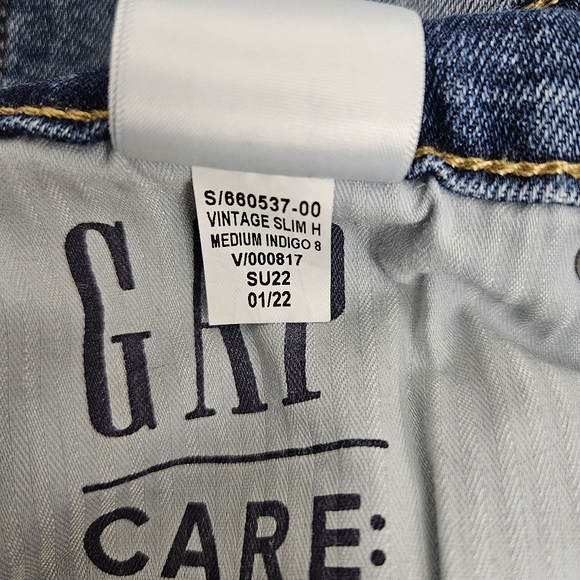 S/660537-00
VINTAGE SLIM H
MEDIUM INDIGO 8
V/000817
SU22
01/22
GAP
CARE: